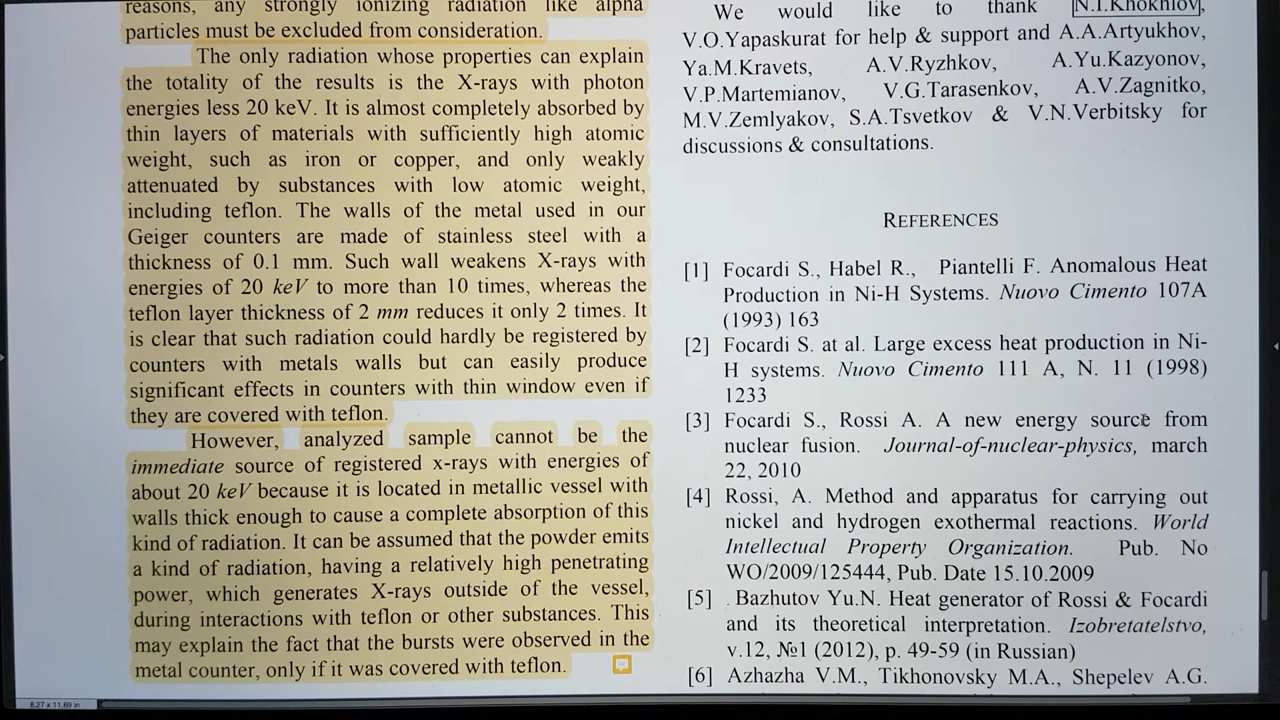 reasons, any strongly ionizing radiation like alpha
particles must be excluded from consideration.
The only radiation whose properties can explain
the totality of the results is the X-rays with photon
energies less 20 keV. It is almost completely absorbed by
thin layers of materials with sufficiently high atomic
weight, such as iron or copper, and only weakly
attenuated by substances with low atomic weight,
including teflon. The walls of the metal used in our
Geiger counters are made of stainless steel with a
thickness of 0.1 mm. Such wall weakens X-rays with
energies of 20 keV to more than 10 times, whereas the
teflon layer thickness of 2 mm reduces it only 2 times. It
is clear that such radiation could hardly be registered by
counters with metals walls but can easily produce
significant effects in counters with thin window even if
they are covered with teflon.
However, analyzed sample cannot be the
immediate source of registered x-rays with energies of
about 20 keV because it is located in metallic vessel with
walls thick enough to cause a complete absorption of this
kind of radiation. It can be assumed that the powder emits
a kind of radiation, having a relatively high penetrating
power, which generates X-rays outside of the vessel,
during interactions with teflon or other substances. This
may explain the fact that the bursts were observed in the
metal counter, only if it was covered with teflon.
We would like to thank N.I.Khokhlov,
V.O.Yapaskurat for help & support and A.A.Artyukhov,
Ya.M.Kravets, A.V.Ryzhkov, A.Yu.Kazyonov,
V.P.Martemianov, V.G.Tarasenkov, A.V.Zagnitko,
M.V.Zemlyakov, S.A.Tsvetkov & V.N.Verbitsky for
discussions & consultations.
REFERENCES
[1] Focardi S., Habel R., Piantelli F. Anomalous Heat
Production in Ni-H Systems. Nuovo Cimento 107A
(1993) 163
[2] Focardi S. at al. Large excess heat production in Ni-
H systems. Nuovo Cimento 111 A, N. 11 (1998)
1233
[3] Focardi S., Rossi A. A new energy source from
nuclear fusion. Journal-of-nuclear-physics, march
22, 2010
[4] Rossi, A. Method and apparatus for carrying out
nickel and hydrogen exothermal reactions. World
Intellectual Property Organization. Pub. No
WO/2009/125444, Pub. Date 15.10.2009
[5] . Bazhutov Yu.N. Heat generator of Rossi & Focardi
and its theoretical interpretation. Izobretatelstvo,
v.12, №1 (2012), p. 49-59 (in Russian)
[6] Azhazha V.M., Tikhonovsky M.A., Shepelev A.G.
8,27 x 11,69 in